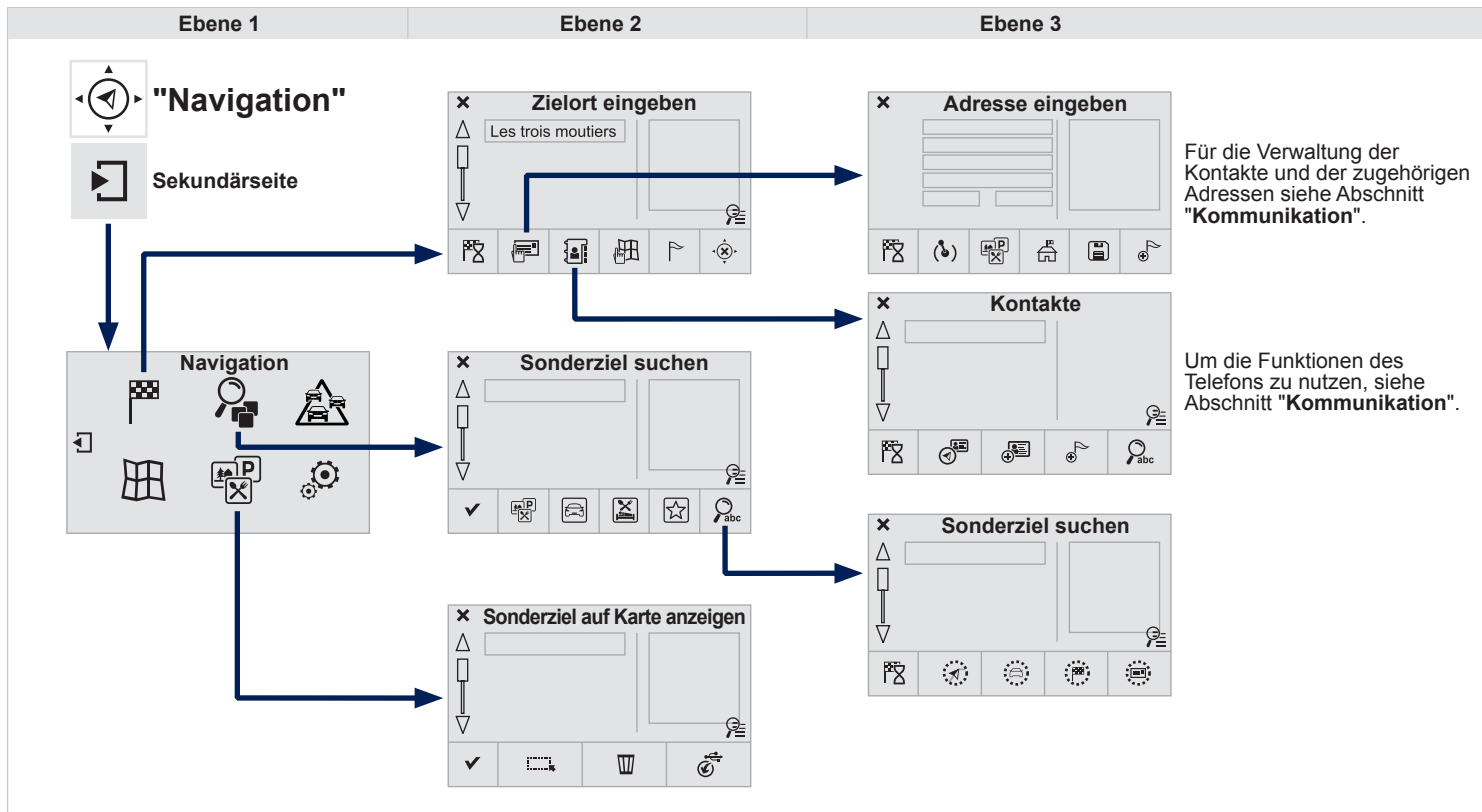 Ebene 1
Ebene 2
Ebene 3
"Navigation"
Sekundärseite
Navigation
Zielort eingeben
Les trois moutiers
Adresse eingeben
Für die Verwaltung der
Kontakte und der zugehörigen
Adressen siehe Abschnitt
"Kommunikation".
Kontakte
abc
Um die Funktionen des
Telefons zu nutzen, siehe
Abschnitt "Kommunikation".
P
Sonderziel suchen
P
abc
Sonderziel suchen
Sonderziel auf Karte anzeigen
P
P